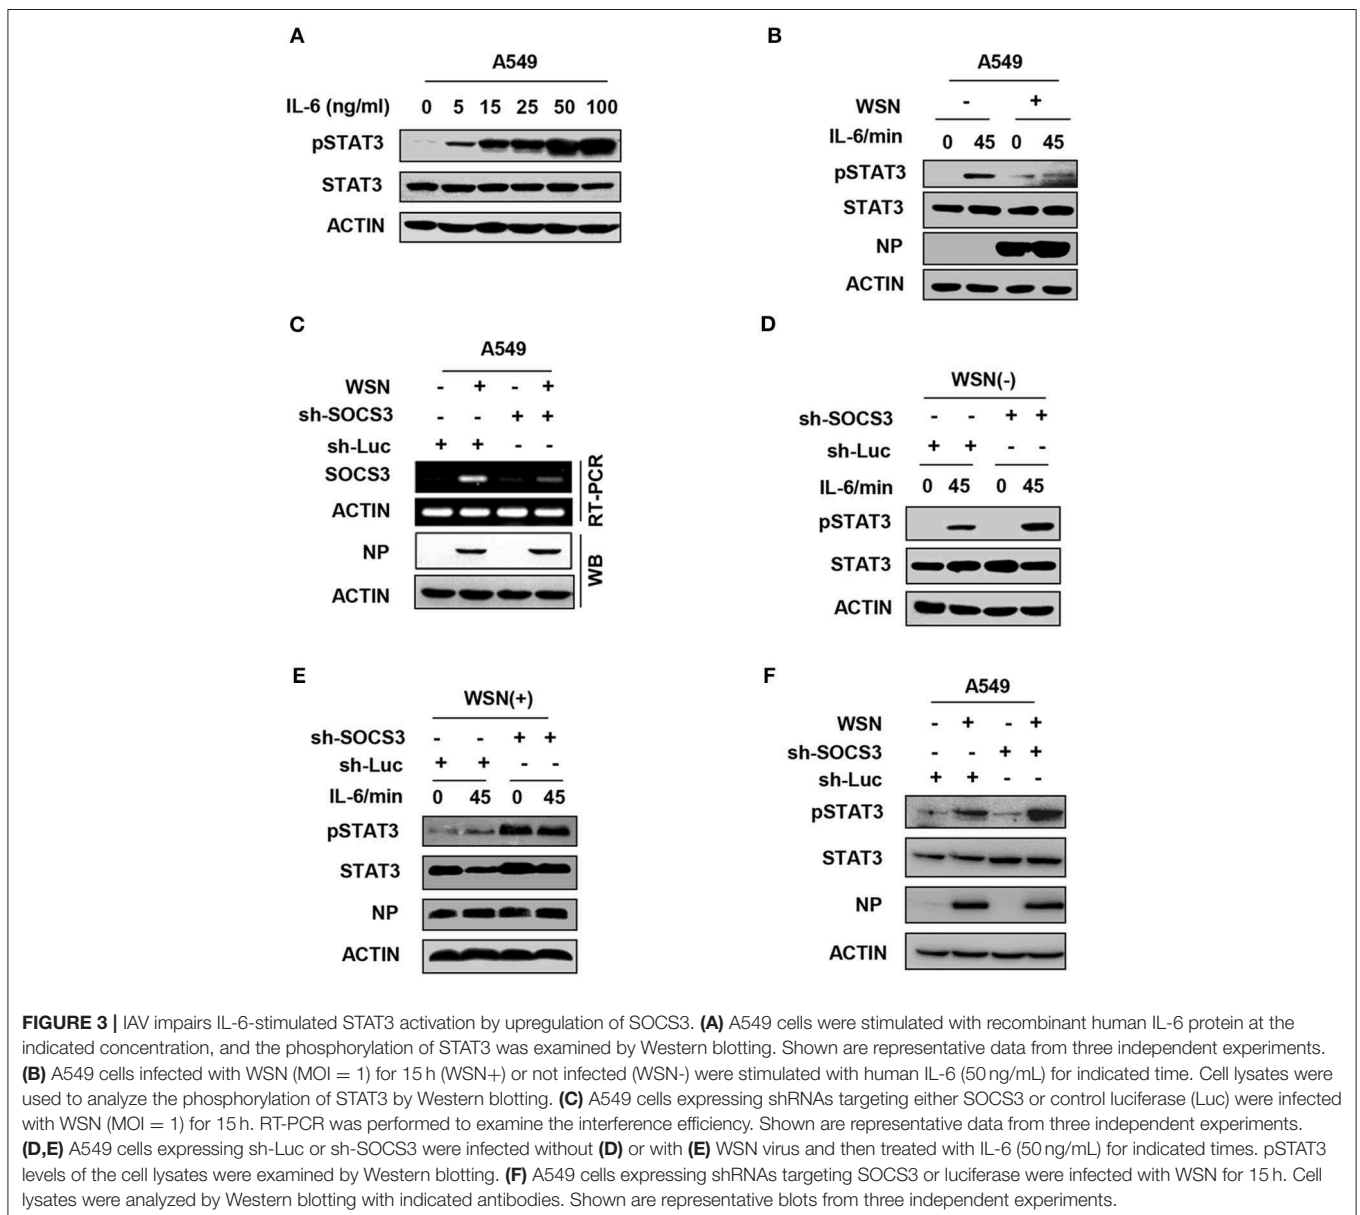 A
A549
IL-6 (ng/ml) 0 5 15 25 50 100
pSTAT3
STAT3
ACTIN
B
A549
WSN - +
IL-6/min 0 45 0 45
pSTAT3
STAT3
NP
ACTIN
C
A549
WSN - + - +
sh-SOCS3 - - + +
sh-Luc + + - -
SOCS3
ACTIN
RT-PCR
NP
ACTIN
WB
D
WSN(-)
sh-SOCS3 - - + +
sh-Luc + + - -
IL-6/min 0 45 0 45
pSTAT3
STAT3
ACTIN
E
WSN(+)
sh-SOCS3 - - + +
sh-Luc + + - -
IL-6/min 0 45 0 45
pSTAT3
STAT3
NP
ACTIN
F
A549
WSN - + - +
sh-SOCS3 - - + +
sh-Luc + + - -
pSTAT3
STAT3
NP
ACTIN
FIGURE 3 | IAV impairs IL-6-stimulated STAT3 activation by upregulation of SOCS3. (A) A549 cells were stimulated with recombinant human IL-6 protein at the
indicated concentration, and the phosphorylation of STAT3 was examined by Western blotting. Shown are representative data from three independent experiments.
(B) A549 cells infected with WSN (MOI = 1) for 15 h (WSN+) or not infected (WSN-) were stimulated with human IL-6 (50 ng/mL) for indicated time. Cell lysates were
used to analyze the phosphorylation of STAT3 by Western blotting. (C) A549 cells expressing shRNAs targeting either SOCS3 or control luciferase (Luc) were infected
with WSN (MOI = 1) for 15 h. RT-PCR was performed to examine the interference efficiency. Shown are representative data from three independent experiments.
(D,E) A549 cells expressing sh-Luc or sh-SOCS3 were infected without (D) or with (E) WSN virus and then treated with IL-6 (50 ng/mL) for indicated times. pSTAT3
levels of the cell lysates were examined by Western blotting. (F) A549 cells expressing shRNAs targeting SOCS3 or luciferase were infected with WSN for 15 h. Cell
lysates were analyzed by Western blotting with indicated antibodies. Shown are representative blots from three independent experiments.